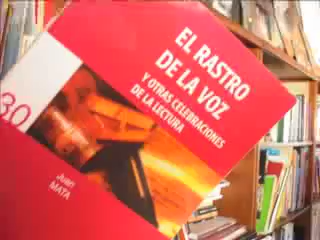 EL RASTRO
DE LA VOZ
Y OTRAS CELEBRACIONES
DE LA LECTURA
30
Juan
MATA